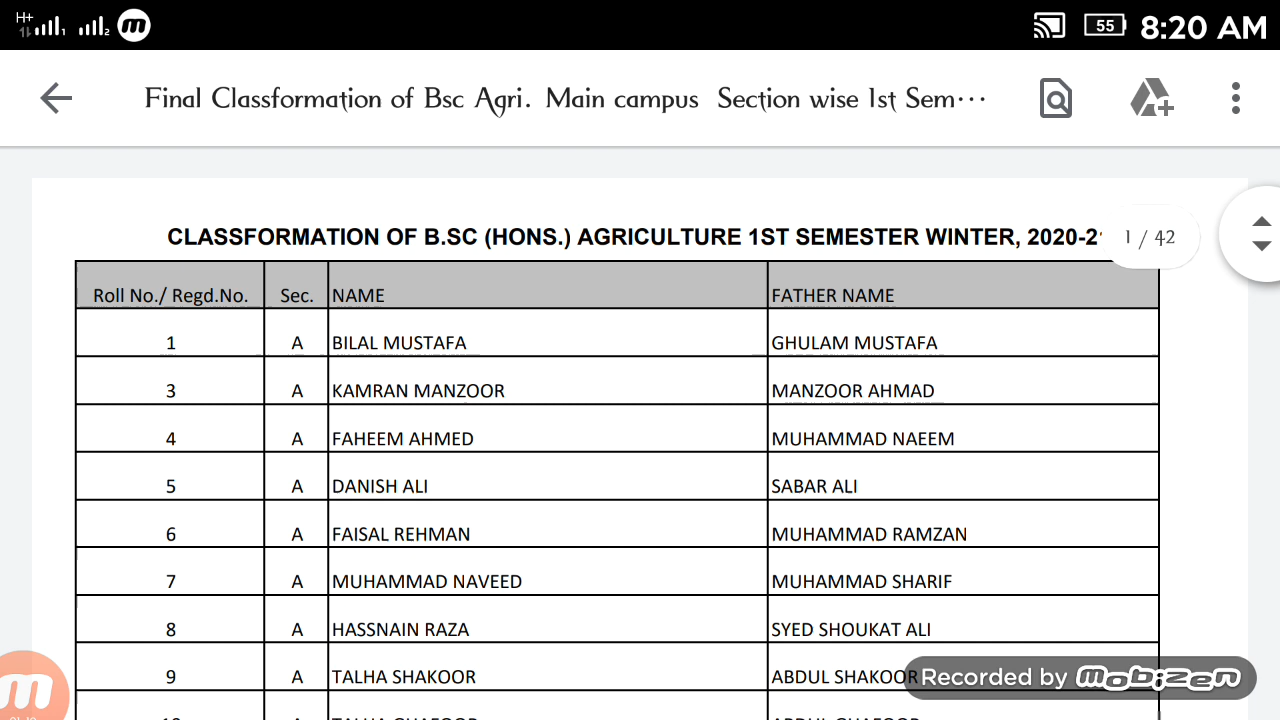 H+ 1 2 m 55 8:20 AM
Final Classformation of Bsc Agri. Main campus Section wise 1st Sem...
CLASSFORMATION OF B.SC (HONS.) AGRICULTURE 1ST SEMESTER WINTER, 2020-2
1 / 42
Roll No./ Regd.No. Sec. NAME FATHER NAME
1 A BILAL MUSTAFA GHULAM MUSTAFA
3 A KAMRAN MANZOOR MANZOOR AHMAD
4 A FAHEEM AHMED MUHAMMAD NAEEM
5 A DANISH ALI SABAR ALI
6 A FAISAL REHMAN MUHAMMAD RAMZAN
7 A MUHAMMAD NAVEED MUHAMMAD SHARIF
8 A HASSNAIN RAZA SYED SHOUKAT ALI
9 A TALHA SHAKOOR ABDUL SHAKOOR
Recorded by mobizen
m